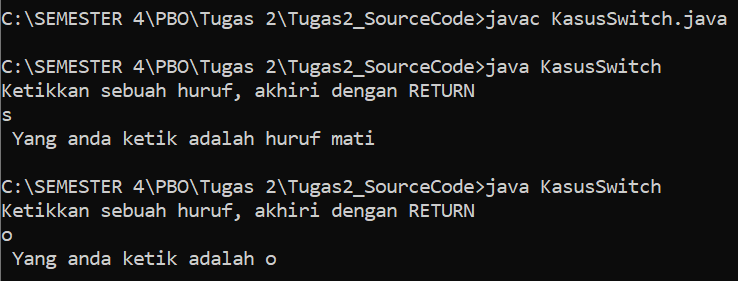 C:\SEMESTER 4\PBO\Tugas 2\Tugas2_SourceCode>javac KasusSwitch.java
C:\SEMESTER 4\PBO\Tugas 2\Tugas2_SourceCode>java KasusSwitch
Ketikkan sebuah huruf, akhiri dengan RETURN
s
 Yang anda ketik adalah huruf mati
C:\SEMESTER 4\PBO\Tugas 2\Tugas2_SourceCode>java KasusSwitch
Ketikkan sebuah huruf, akhiri dengan RETURN
o
 Yang anda ketik adalah o